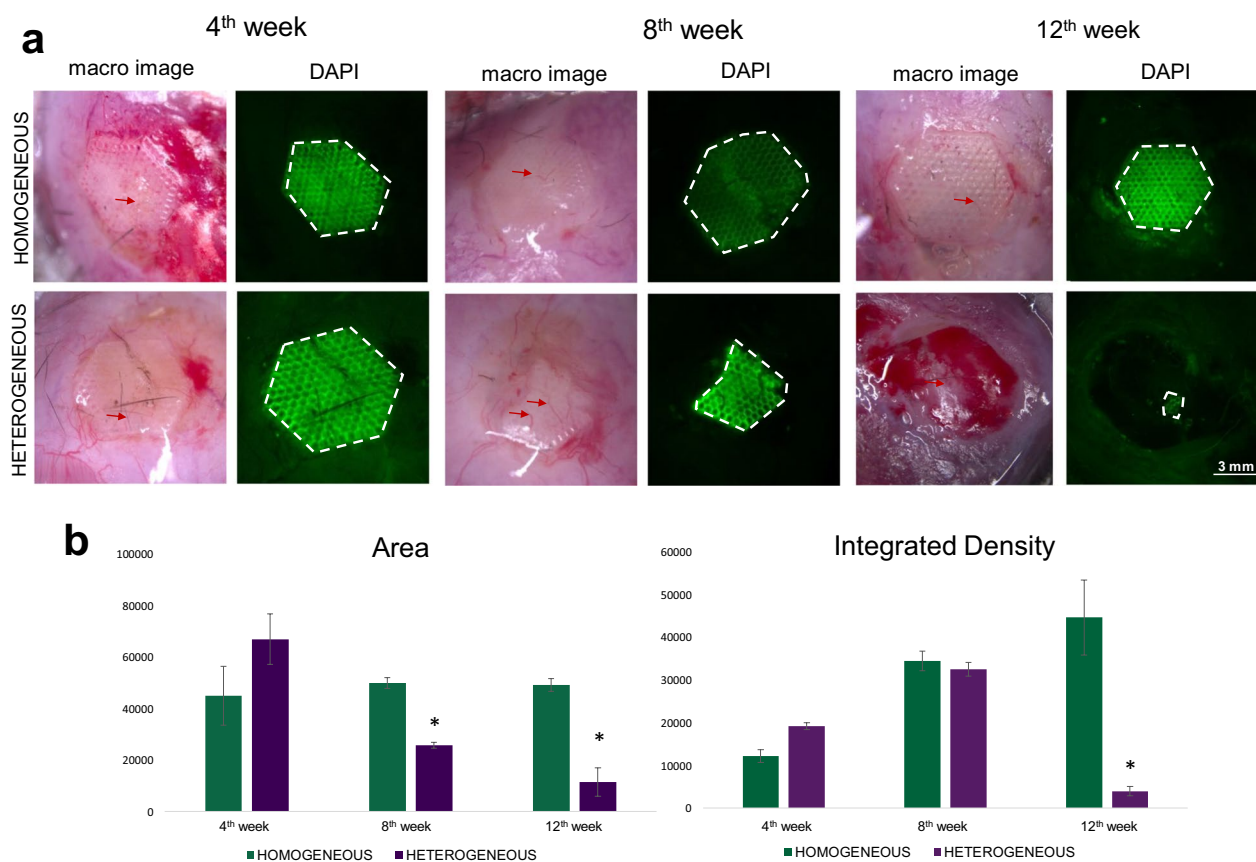 a
4th week
8th week
12th week
macro image
DAPI
macro image
DAPI
macro image
DAPI
HOMOGENEOUS
HETEROGENEOUS
3 mm
b
Area
100000
80000
60000
40000
20000
0
4th week
8th week
12th week
*
*
HOMOGENEOUS
HETEROGENEOUS
Integrated Density
60000
50000
40000
30000
20000
10000
0
4th week
8th week
12th week
*
HOMOGENEOUS
HETEROGENEOUS